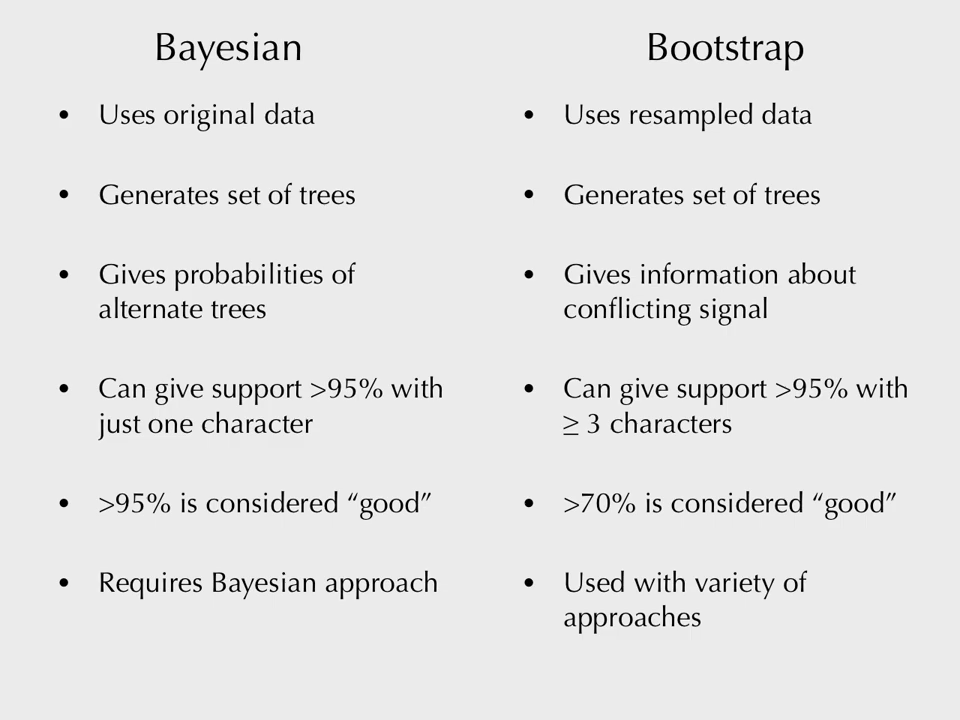 Bayesian
• Uses original data
• Generates set of trees
• Gives probabilities of
alternate trees
• Can give support >95% with
just one character
• >95% is considered “good”
• Requires Bayesian approach
Bootstrap
• Uses resampled data
• Generates set of trees
• Gives information about
conflicting signal
• Can give support >95% with
≥ 3 characters
• >70% is considered “good”
• Used with variety of
approaches